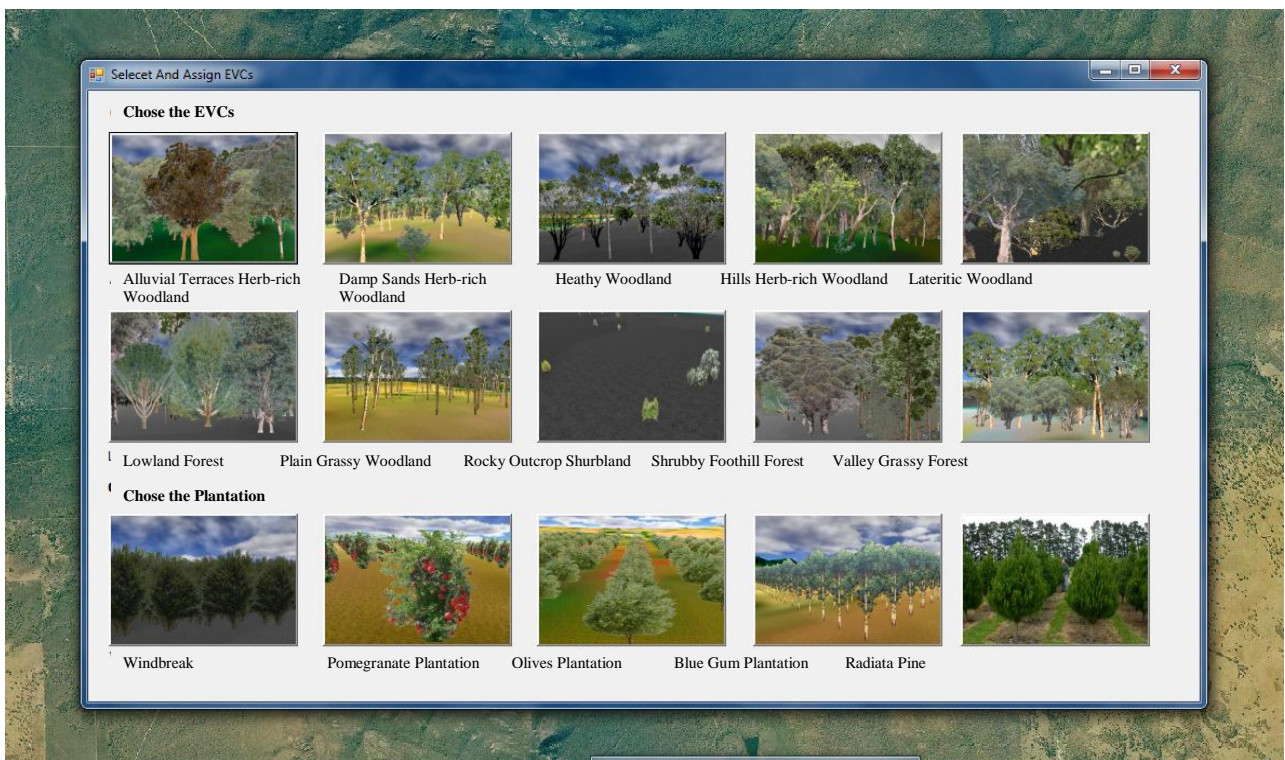 Selecet And Assign EVCs
Chose the EVCs
Alluvial Terraces Herb-rich Woodland
Damp Sands Herb-rich Woodland
Heathy Woodland
Hills Herb-rich Woodland
Lateritic Woodland
Lowland Forest
Plain Grassy Woodland
Rocky Outcrop Shurbland
Shrubby Foothill Forest
Valley Grassy Forest
Chose the Plantation
Windbreak
Pomegranate Plantation
Olives Plantation
Blue Gum Plantation
Radiata Pine